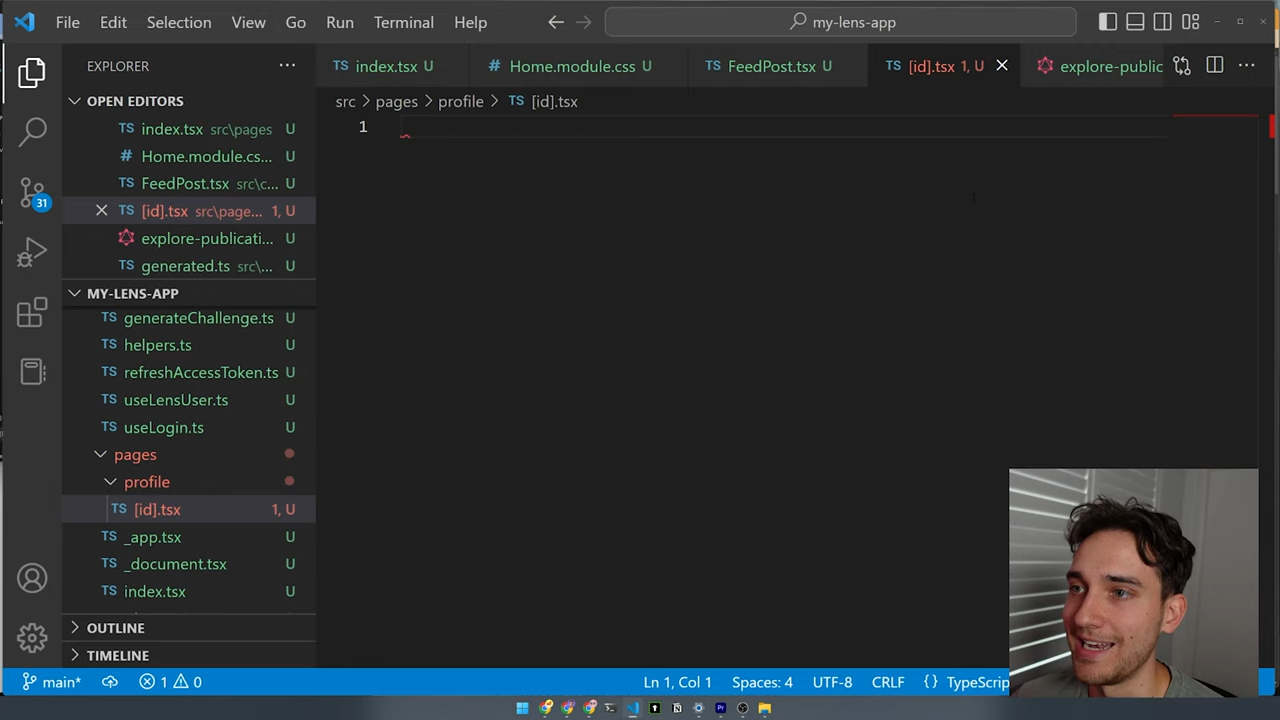 File Edit Selection View Go Run Terminal Help
my-lens-app
EXPLORER
index.tsx U
Home.module.css U
FeedPost.tsx U
[id].tsx 1, U
explore-public
src > pages > profile > TS [id].tsx
1
OPEN EDITORS
TS index.tsx src\pages U
# Home.module.cs... U
TS FeedPost.tsx src\c... U
TS [id].tsx src\page... 1, U
explore-publicati... U
TS generated.ts src\... U
MY-LENS-APP
TS generateChallenge.ts U
TS helpers.ts U
TS refreshAccessToken.ts U
TS useLensUser.ts U
TS useLogin.ts U
pages
profile
TS [id].tsx 1, U
TS _app.tsx U
TS _document.tsx U
TS index.tsx U
OUTLINE
TIMELINE
31
main* 1 0 Ln 1, Col 1 Spaces: 4 UTF-8 CRLF {} TypeScrip